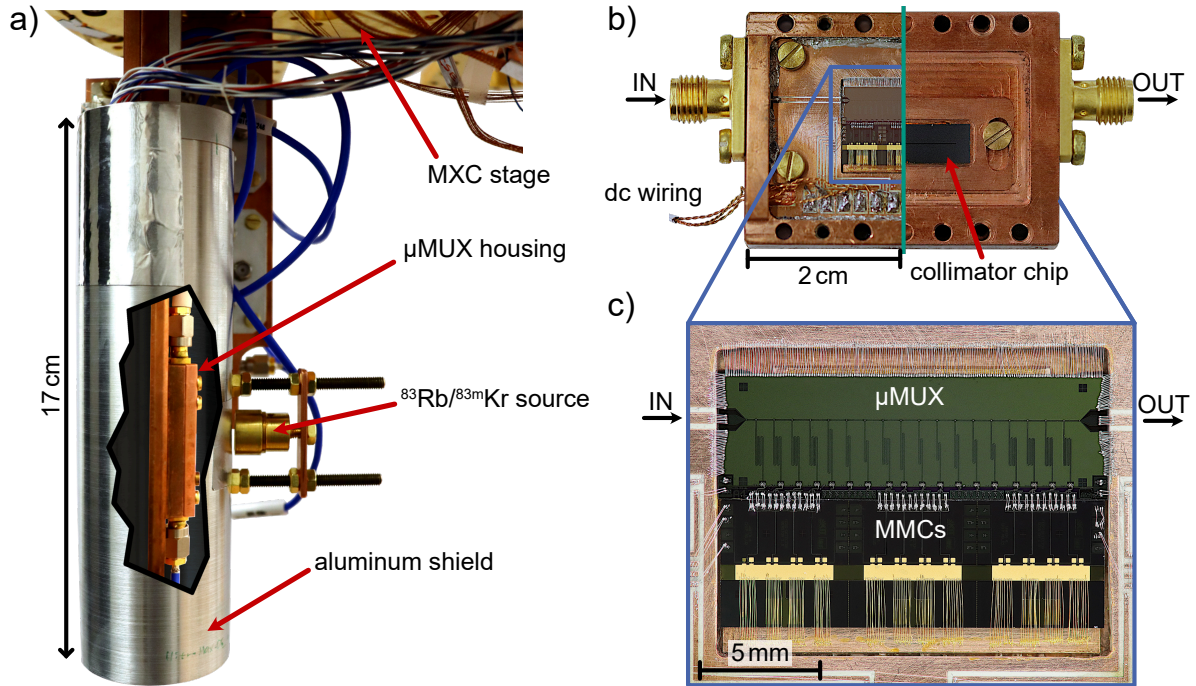 a)
MXC stage
µMUX housing
17 cm
⁸³Rb/⁸³ᵐKr source
aluminum shield
b)
IN
OUT
dc wiring
2 cm
collimator chip
c)
IN
µMUX
OUT
MMCs
5 mm